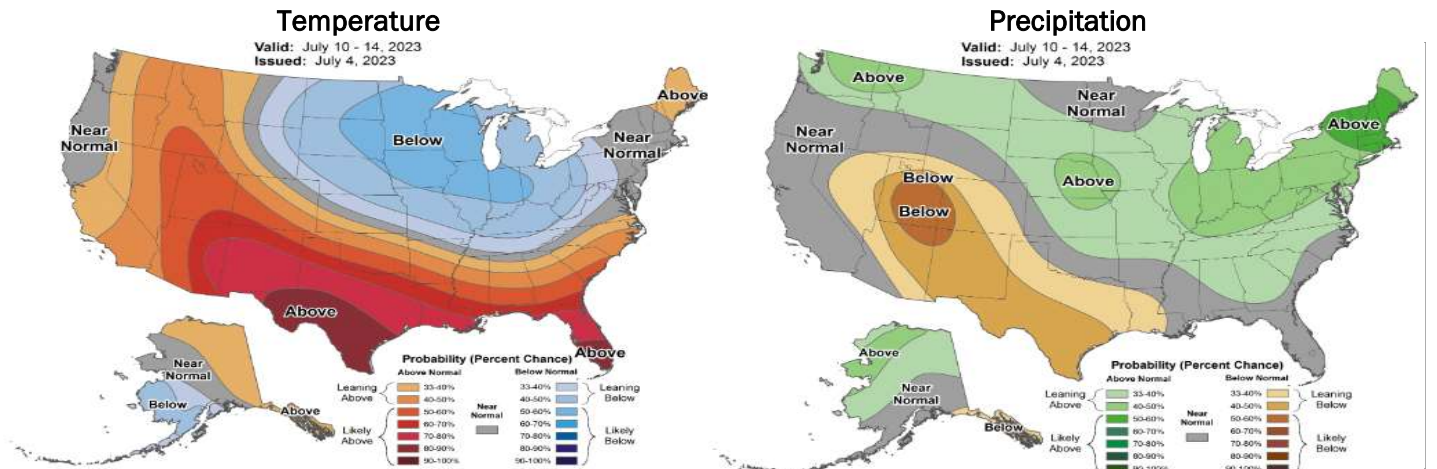 Temperature
Valid: July 10 - 14, 2023
Issued: July 4, 2023
Above
Near
Normal
Below
Near
Normal
Above
Above
Near
Normal
Below
Above
Probability (Percent Chance)
Above Normal
Below Normal
Leaning
Above
33-40%
40-50%
Likely
Above
50-60%
60-70%
70-80%
80-90%
90-100%
Near
Normal
33-40%
40-50%
Leaning
Below
50-60%
60-70%
70-80%
80-90%
90-100%
Likely
Below
Precipitation
Valid: July 10 - 14, 2023
Issued: July 4, 2023
Above
Near
Normal
Above
Near
Normal
Below
Below
Above
Above
Near
Normal
Below
Probability (Percent Chance)
Above Normal
Below Normal
Leaning
Above
33-40%
40-50%
Likely
Above
50-60%
60-70%
70-80%
80-90%
90-100%
Near
Normal
33-40%
40-50%
Leaning
Below
50-60%
60-70%
70-80%
80-90%
90-100%
Likely
Below